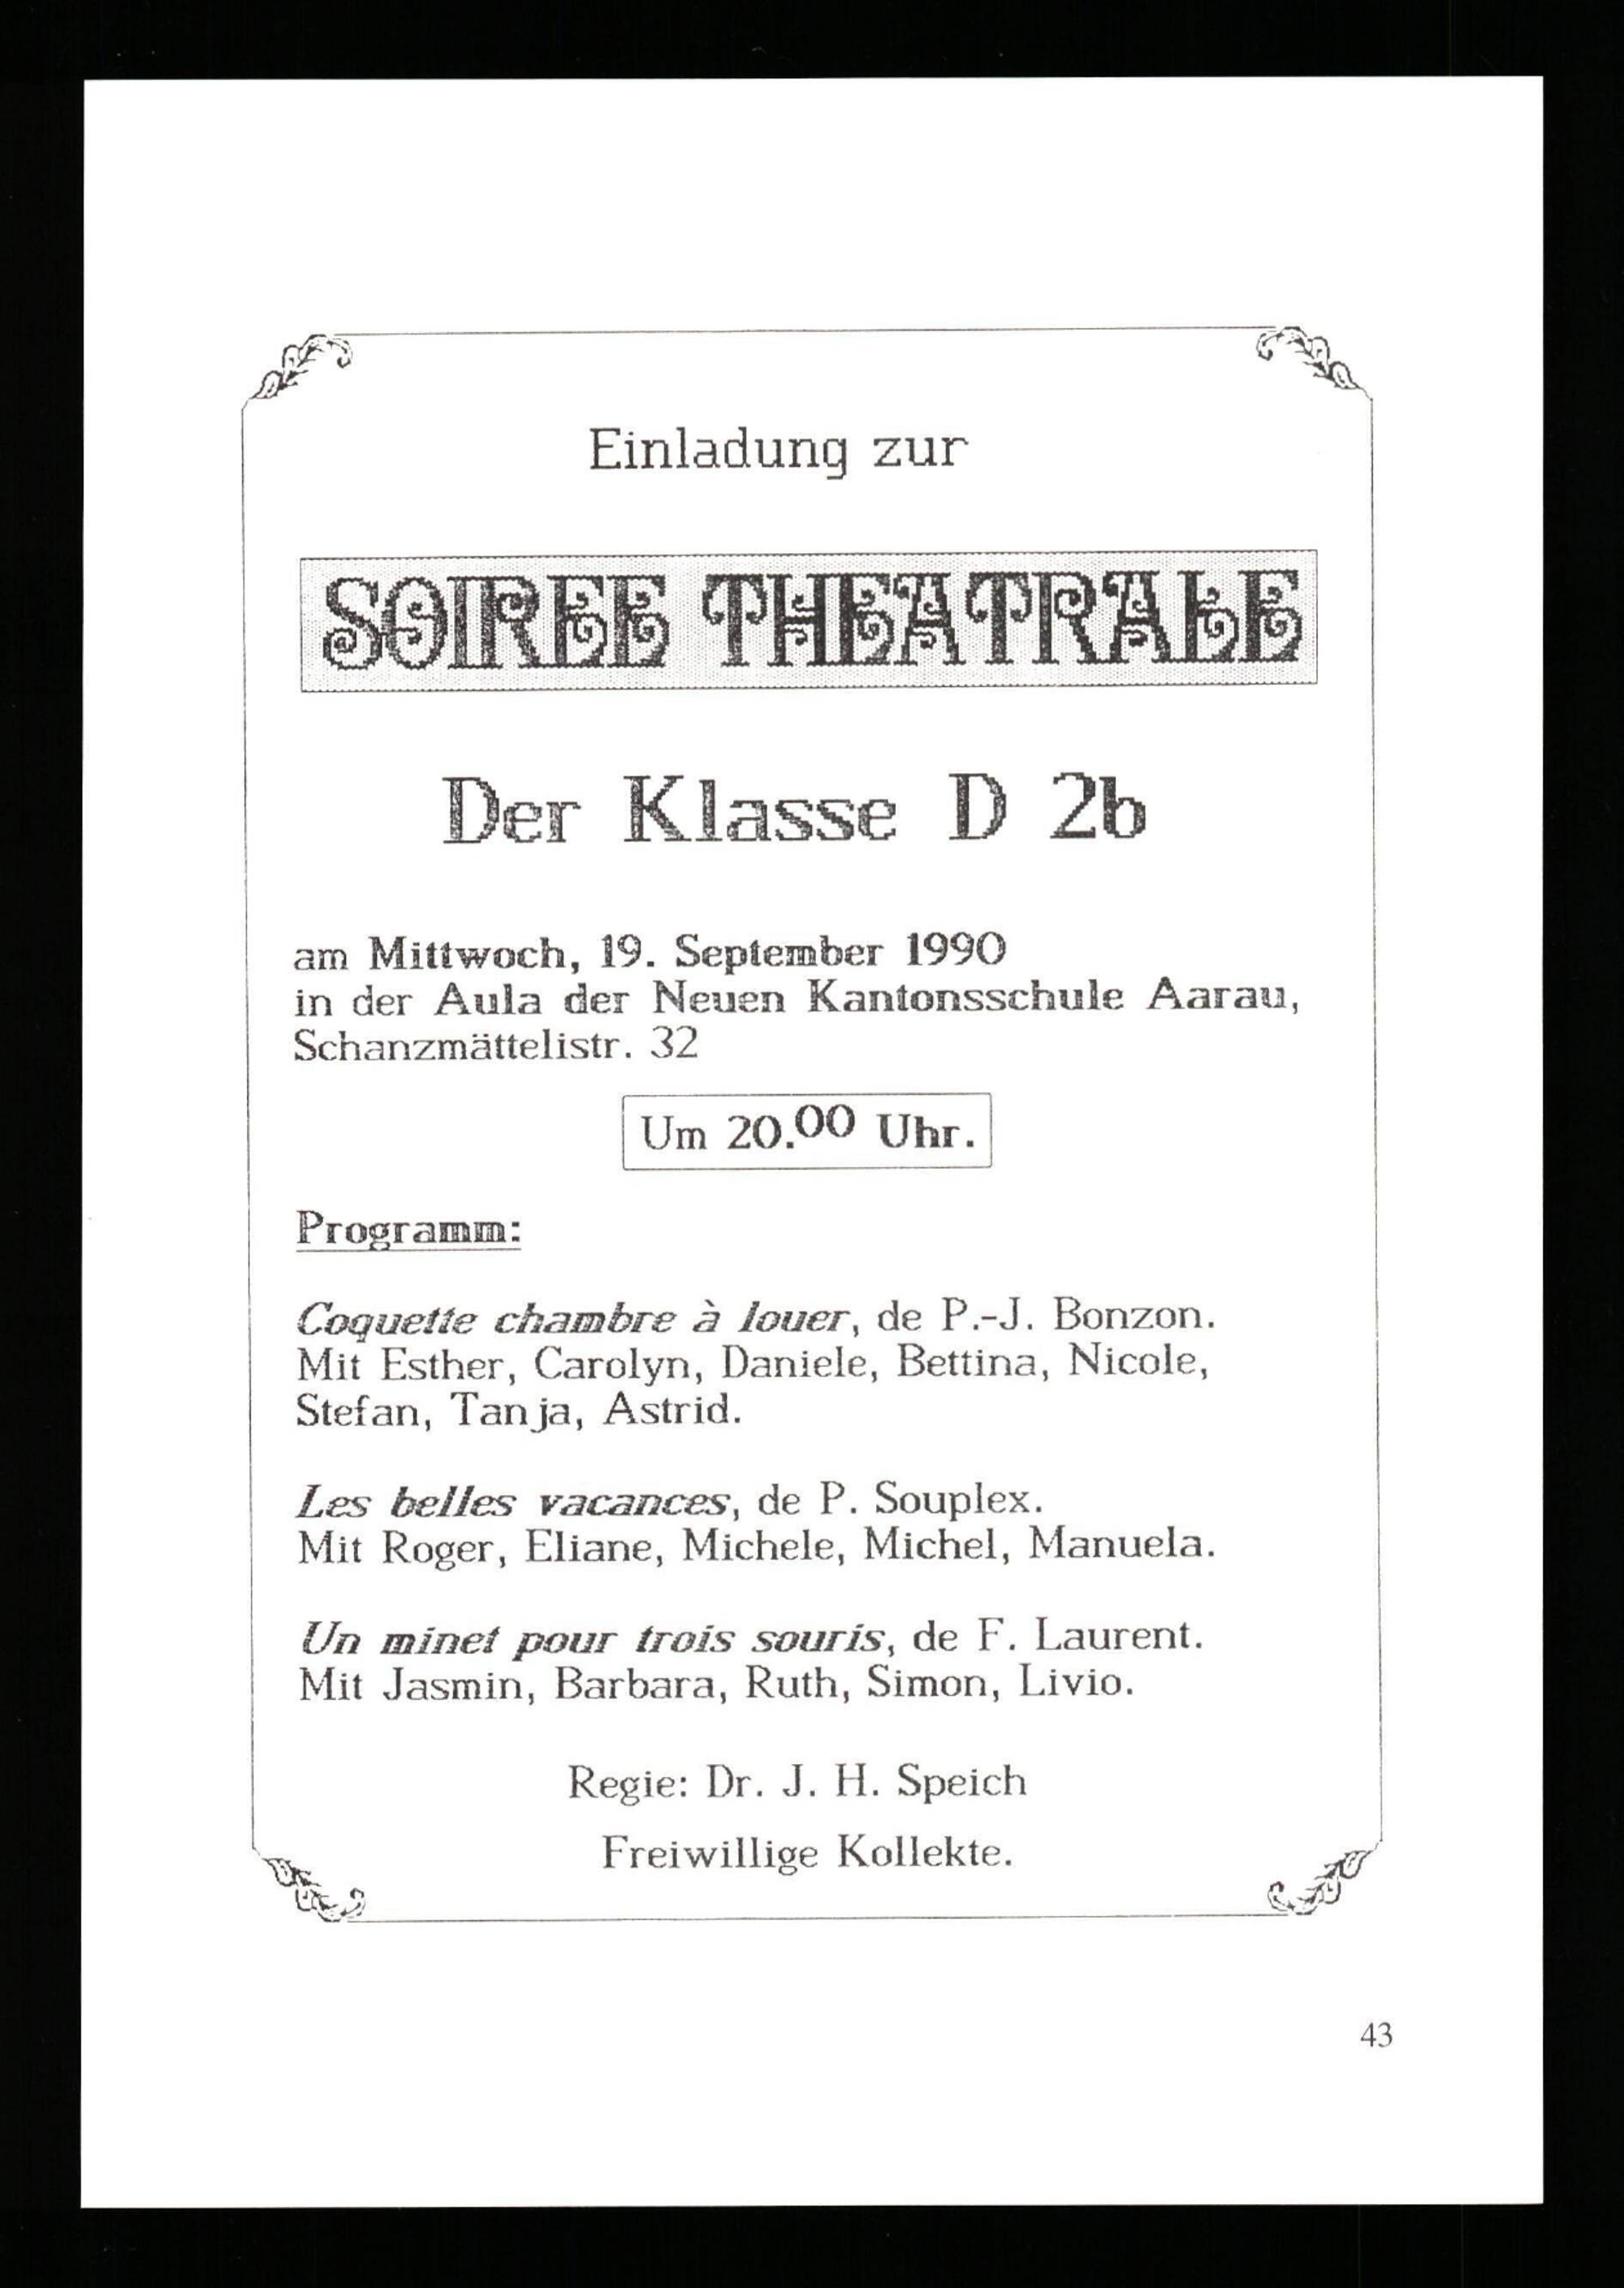 Einladung zur
SOIREE THEATRALE
Der Klasse D 2b
am Mittwoch, 19. September 1990
in der Aula der Neuen Kantonsschule Aarau,
Schanzmättelistr. 32
Um 20.00 Uhr.
Programm:
Coquette chambre à louer, de P.-J. Bonzon.
Mit Esther, Carolyn, Daniele, Bettina, Nicole,
Stefan, Tanja, Astrid.
Les belles vacances, de P. Souplex.
Mit Roger, Eliane, Michele, Michel, Manuela.
Un minet pour trois souris, de F. Laurent.
Mit Jasmin, Barbara, Ruth, Simon, Livio.
Regie: Dr. J. H. Speich
Freiwillige Kollekte.
43